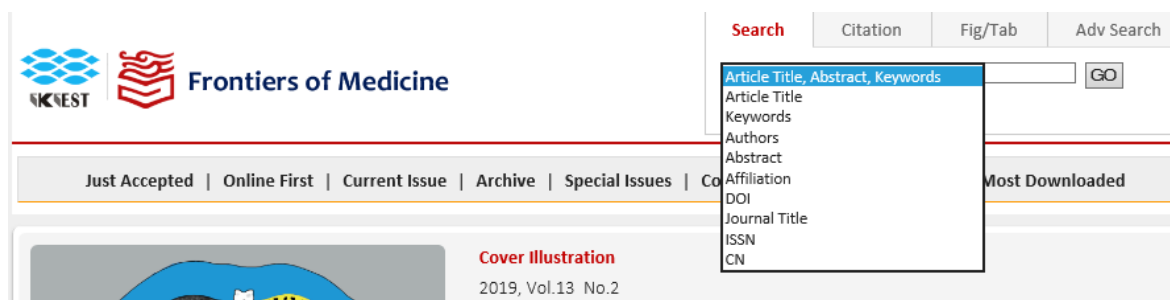 Search Citation Fig/Tab Adv Search
IKCEST
Frontiers of Medicine
Article Title, Abstract, Keywords
GO
Article Title
Keywords
Authors
Abstract
Affiliation
DOI
Journal Title
ISSN
CN
Just Accepted | Online First | Current Issue | Archive | Special Issues | Co
Most Downloaded
Cover Illustration
2019, Vol.13 No.2